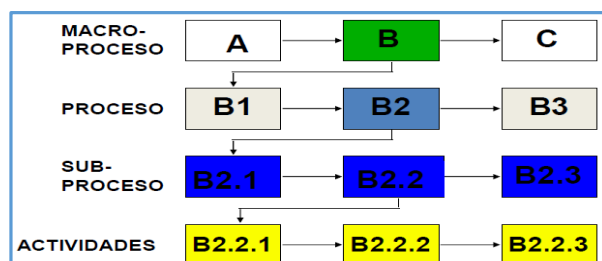 MACRO-
PROCESO
A
B
C
PROCESO
B1
B2
B3
SUB-
PROCESO
B2.1
B2.2
B2.3
ACTIVIDADES
B2.2.1
B2.2.2
B2.2.3